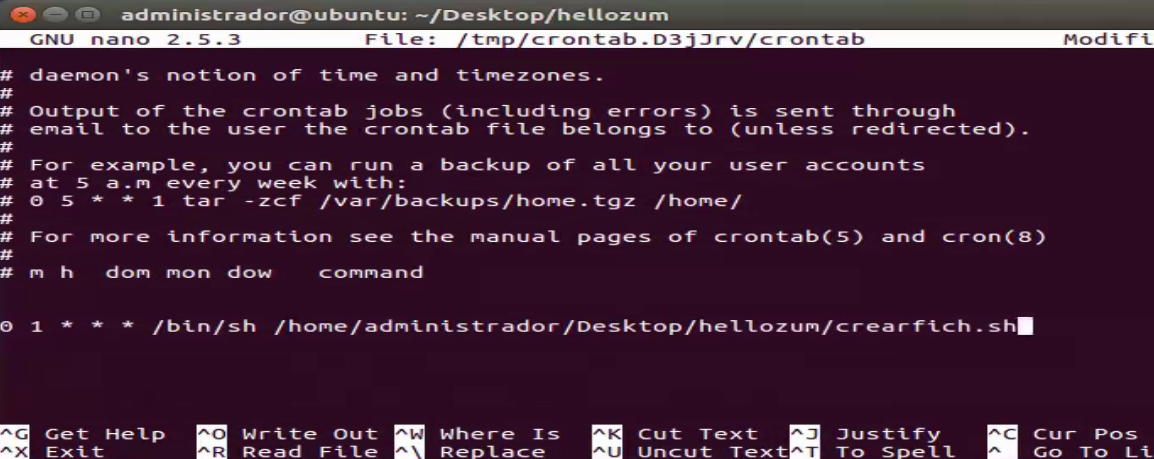 administrador@ubuntu: ~/Desktop/hellozum
GNU nano 2.5.3 File: /tmp/crontab.D3jJrv/crontab Modifi
# daemon's notion of time and timezones.
#
# Output of the crontab jobs (including errors) is sent through
# email to the user the crontab file belongs to (unless redirected).
#
# For example, you can run a backup of all your user accounts
# at 5 a.m every week with:
# 0 5 * * 1 tar -zcf /var/backups/home.tgz /home/
#
# For more information see the manual pages of crontab(5) and cron(8)
#
# m h  dom mon dow   command
0 1 * * * /bin/sh /home/administrador/Desktop/hellozum/crearfich.sh
^G Get Help ^O Write Out ^W Where Is ^K Cut Text ^J Justify ^C Cur Pos
^X Exit ^R Read File ^\ Replace ^U Uncut Text ^T To Spell ^ Go To Li